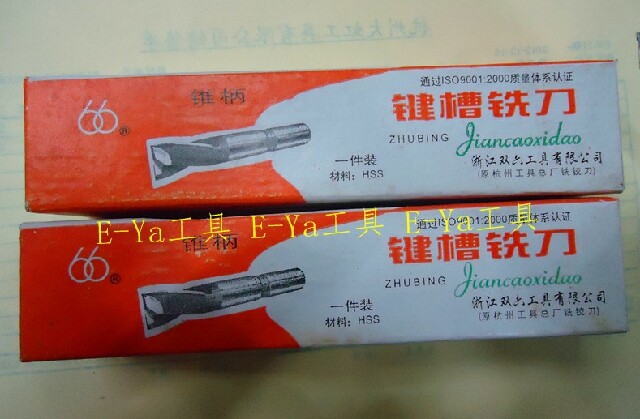 杭州大虹工具有限公司销售单
通过ISO9001:2000质量体系认证
66®
锥柄
键槽铣刀
ZHUBING
Jiancaoxidao
一件装
材料：HSS
浙江双六工具有限公司
(原杭州工具总厂铣铰刀)
E-Ya工具 E-Ya工具 E-Ya工具
通过ISO9001:2000质量体系认证
66®
锥柄
键槽铣刀
ZHUBING
Jiancaoxidao
一件装
材料：HSS
浙江双六工具有限公司
(原杭州工具总厂铣铰刀)